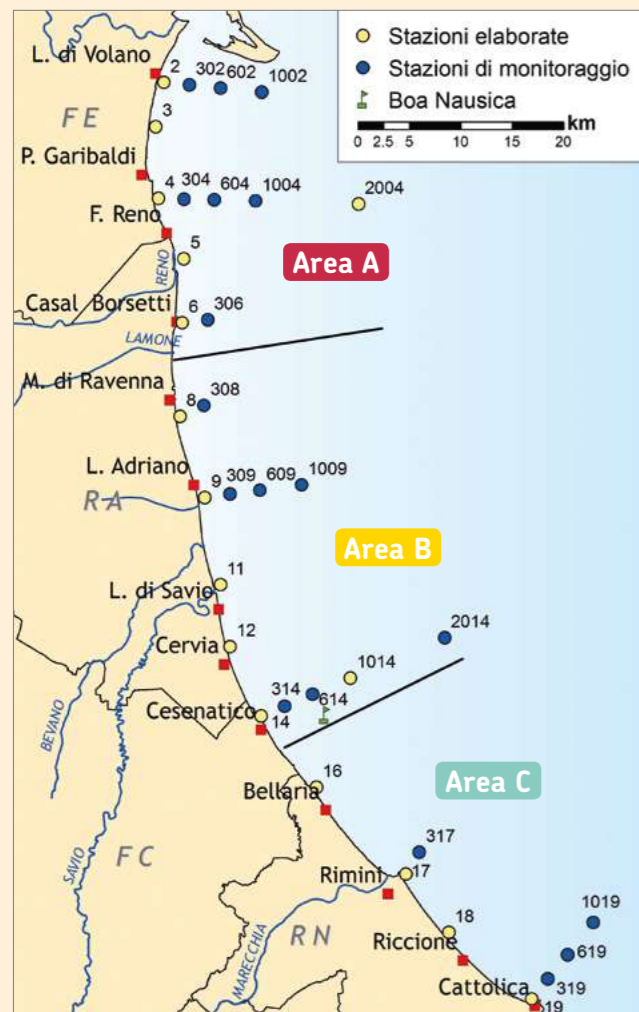 Stazioni elaborate
Stazioni di monitoraggio
Boa Nausica
km
0 2.5 5 10 15 20
L. di Volano
2 302 602 1002
FE
3
P. Garibaldi
4 304 604 1004 2004
F. Reno
5
RENO
Area A
Casal Borsetti
6 306
LAMONE
M. di Ravenna
8 308
L. Adriano
9 309 609 1009
RA
Area B
11
L. di Savio
12
Cervia
2014
1014
314 614
Cesenatico
14
BEVANO
16
Bellaria
Area C
SAVIO
FC
317
Rimini
17
MARECCHIA
RN
18
Riccione
1019
619
Cattolica
319
19